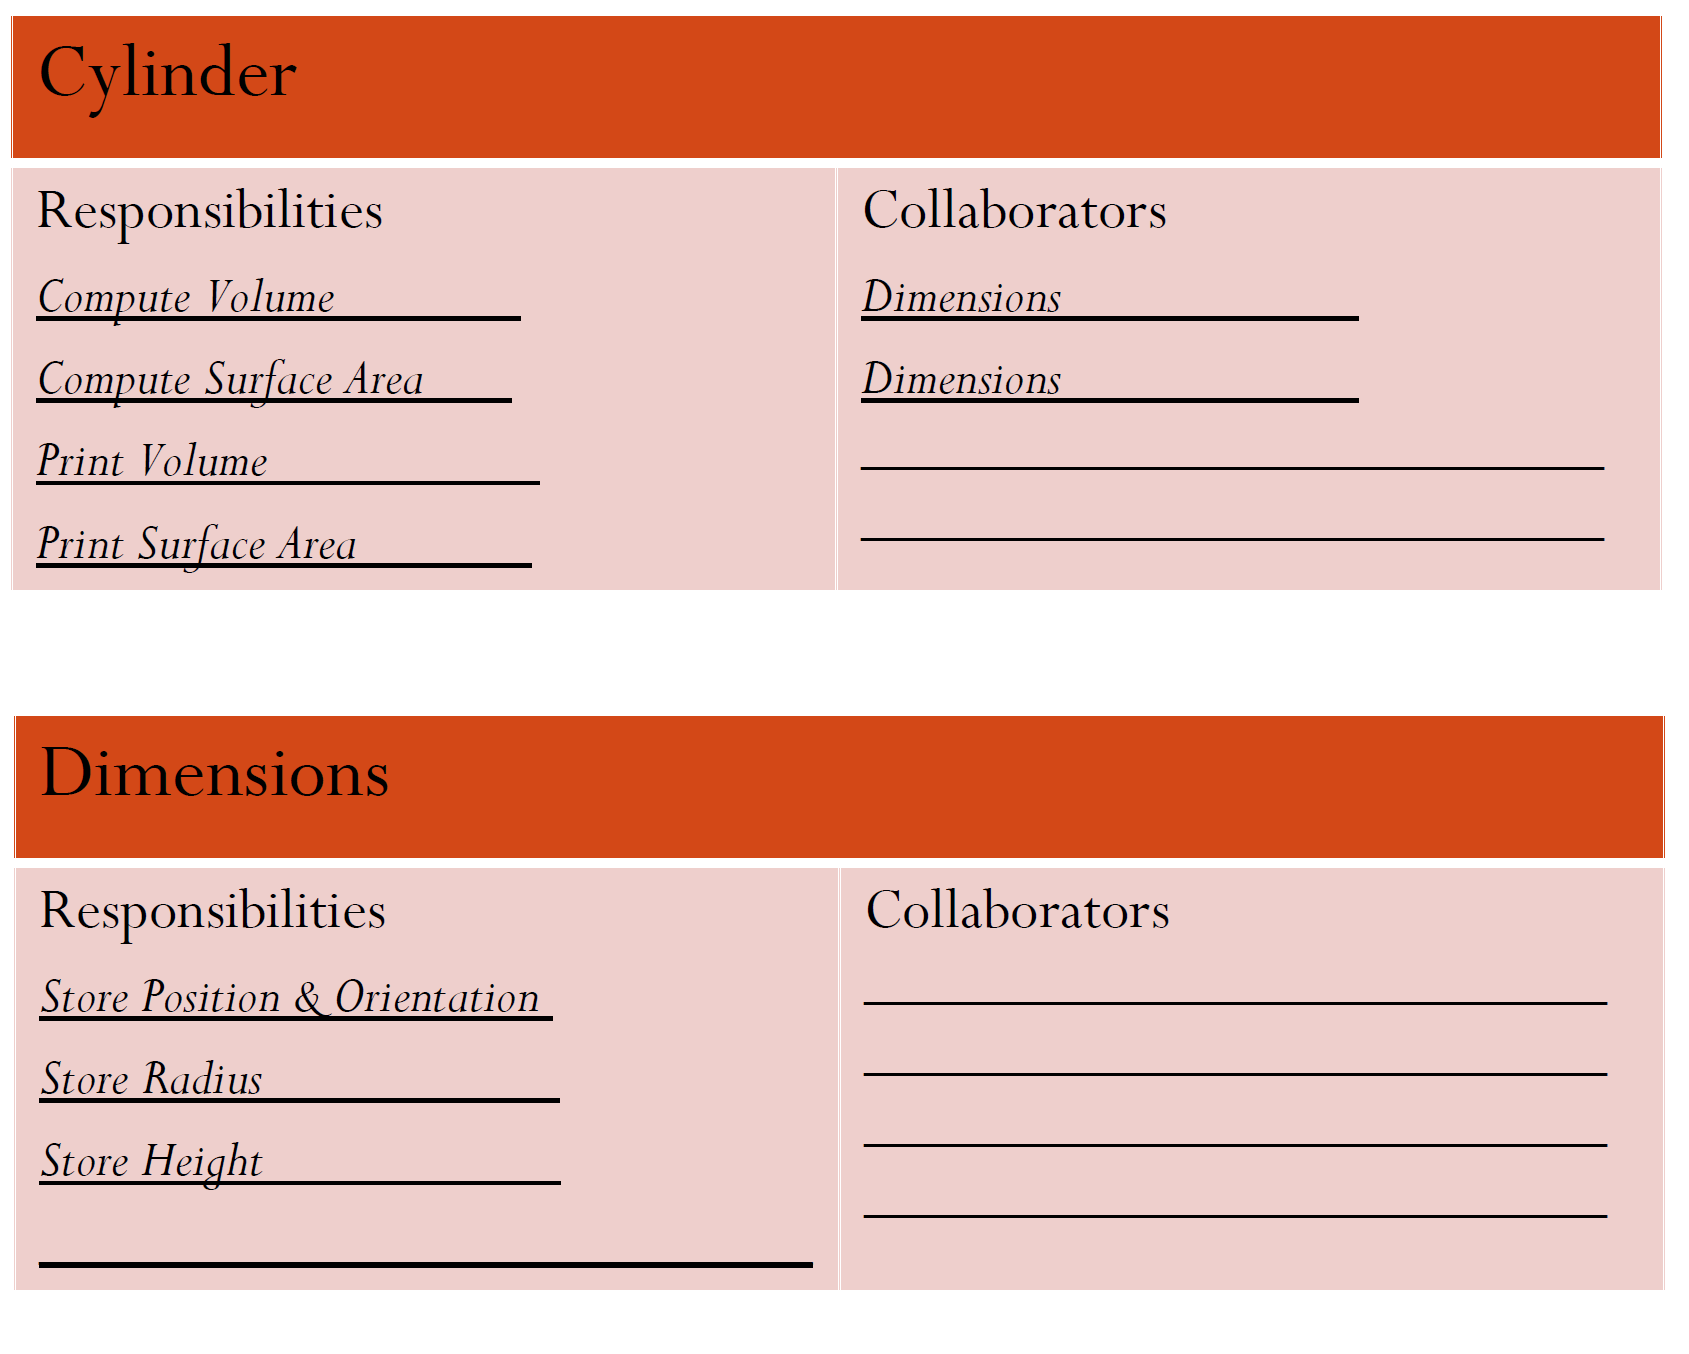 Cylinder
Responsibilities
Compute Volume
Compute Surface Area
Print Volume
Print Surface Area
Collaborators
Dimensions
Dimensions
Dimensions
Responsibilities
Store Position & Orientation
Store Radius
Store Height
Collaborators